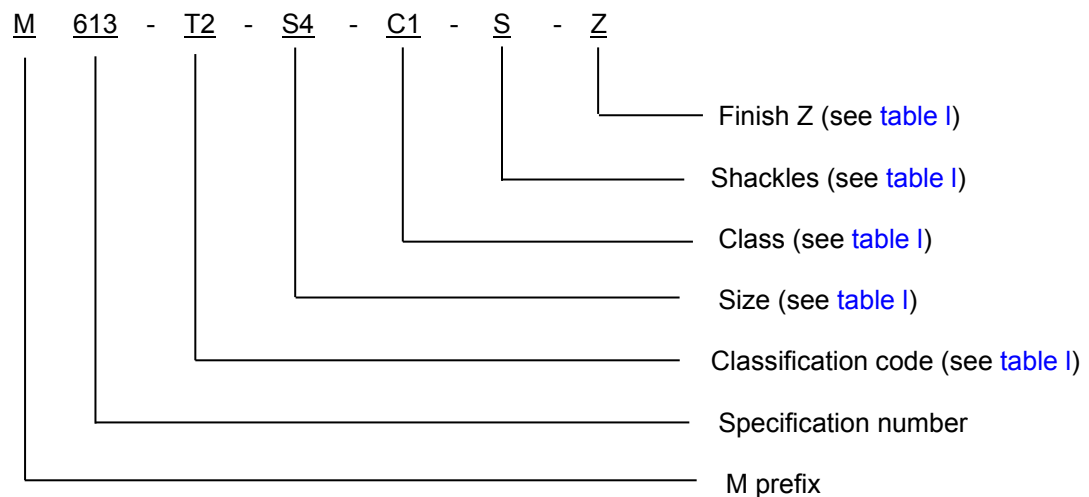 M 613 - T2 - S4 - C1 - S - Z
Finish Z (see table I)
Shackles (see table I)
Class (see table I)
Size (see table I)
Classification code (see table I)
Specification number
M prefix